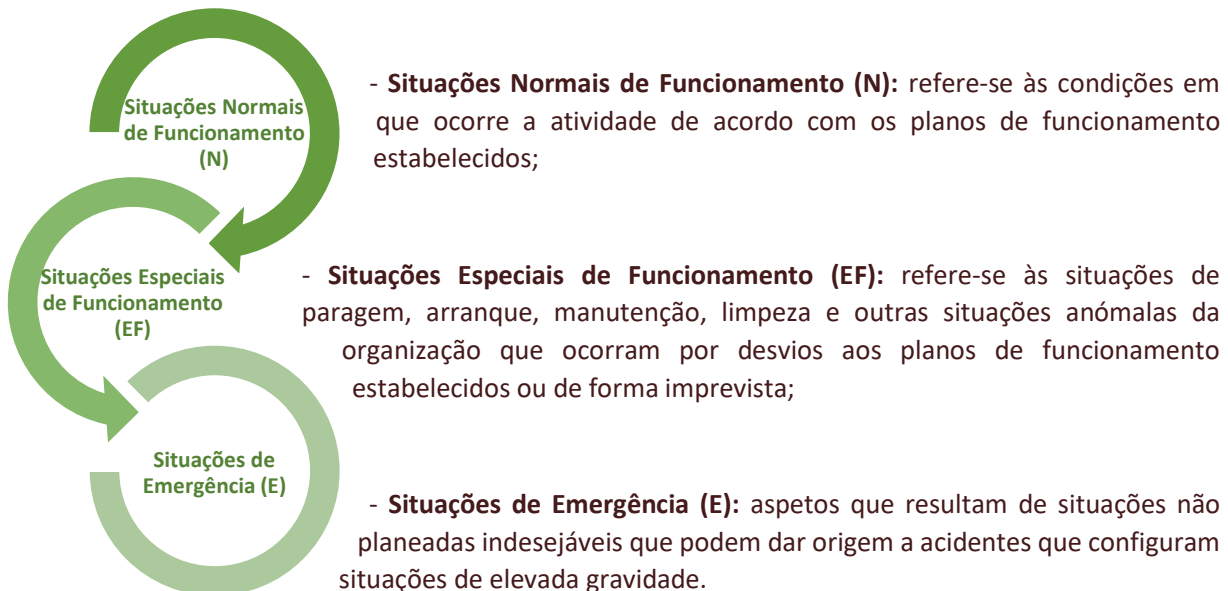 Situações Normais
de Funcionamento
(N)
- Situações Normais de Funcionamento (N): refere-se às condições em
que ocorre a atividade de acordo com os planos de funcionamento
estabelecidos;
Situações Especiais
de Funcionamento
(EF)
- Situações Especiais de Funcionamento (EF): refere-se às situações de
paragem, arranque, manutenção, limpeza e outras situações anómalas da
organização que ocorram por desvios aos planos de funcionamento
estabelecidos ou de forma imprevista;
Situações de
Emergência (E)
- Situações de Emergência (E): aspetos que resultam de situações não
planeadas indesejáveis que podem dar origem a acidentes que configuram
situações de elevada gravidade.